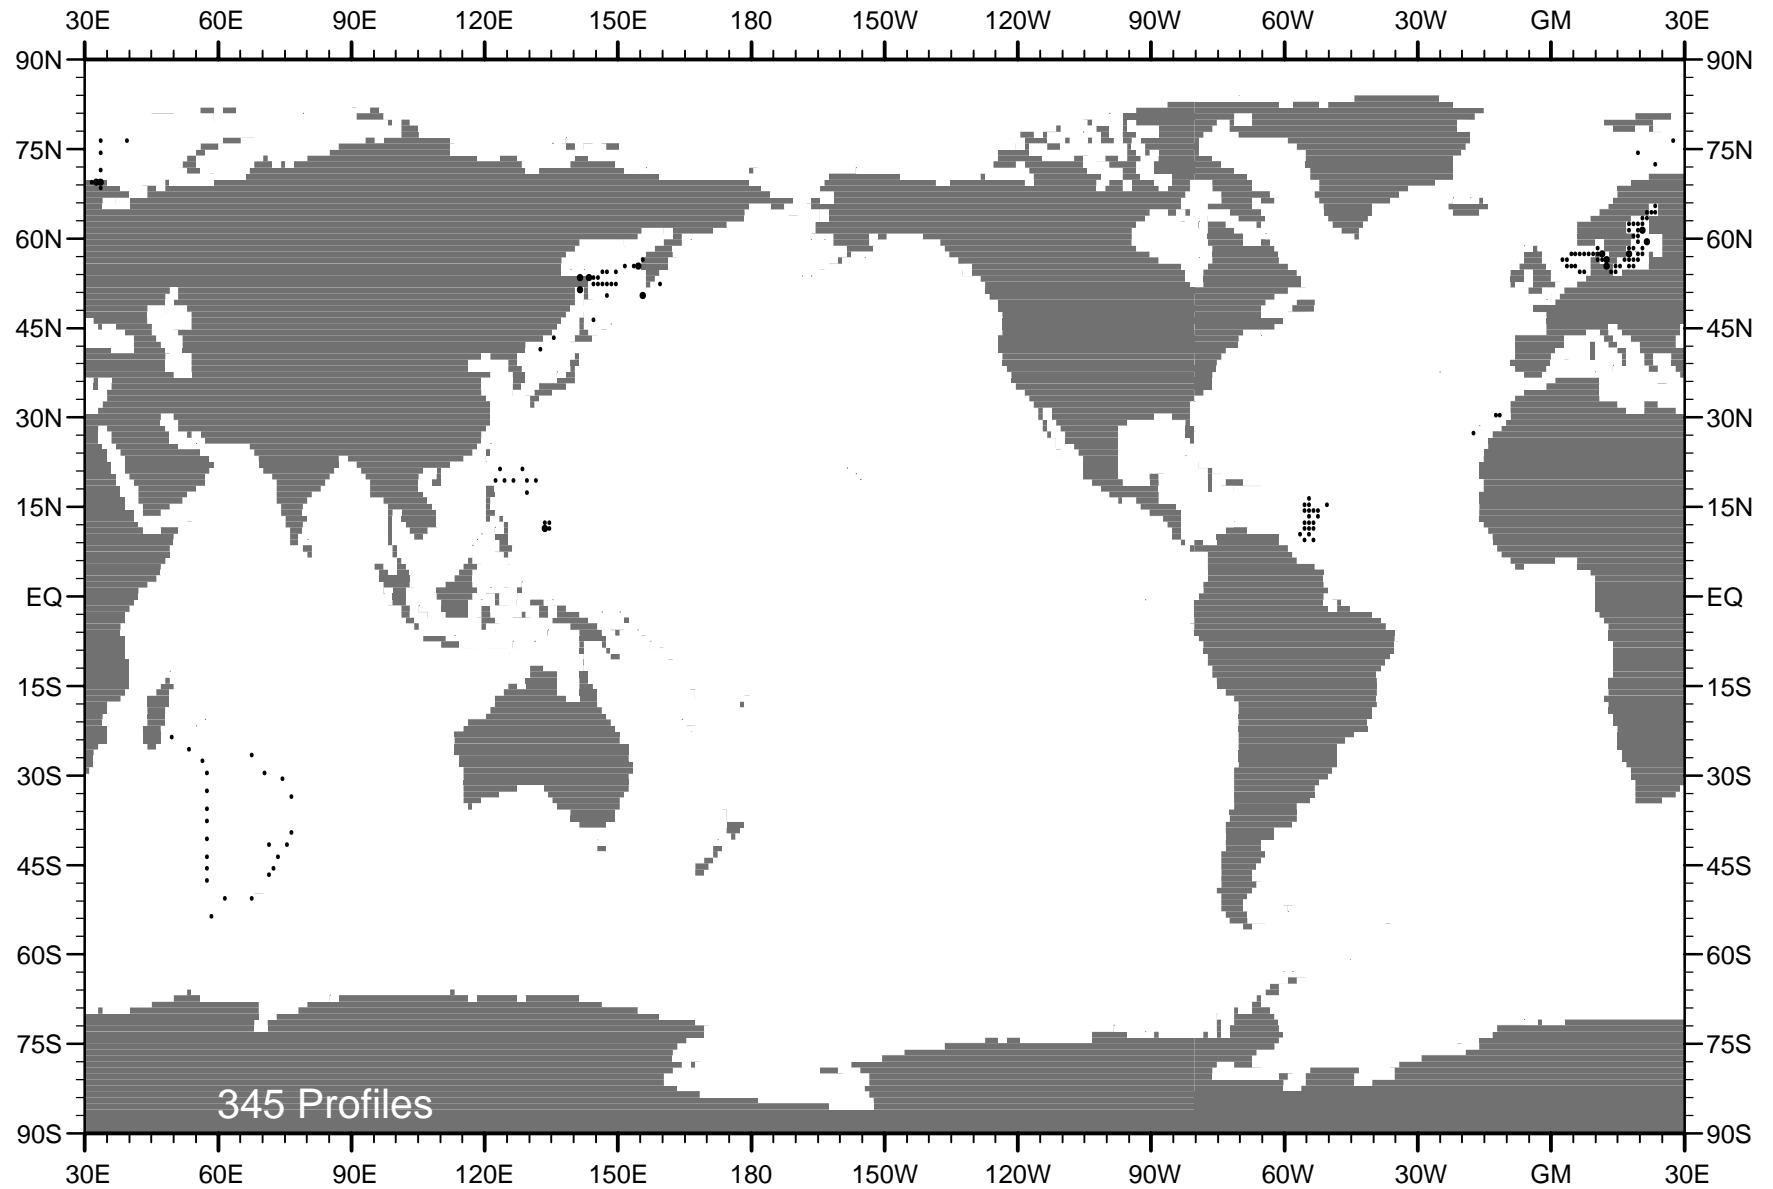 30E 60E 90E 120E 150E 180 150W 120W 90W 60W 30W GM 30E
90N 90N
75N 75N
60N 60N
45N 45N
30N 30N
15N 15N
EQ EQ
15S 15S
30S 30S
45S 45S
60S 60S
75S 75S
345 Profiles
90S 90S
30E 60E 90E 120E 150E 180 150W 120W 90W 60W 30W GM 30E